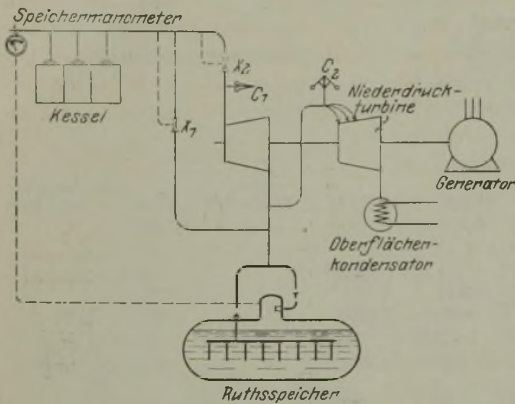 Speichermanometer
Kessel
X₂
C₁
X₁
C₂
Niederdruck-
turbine
Generator
Oberflächen-
kondensator
Ruthsspeicher